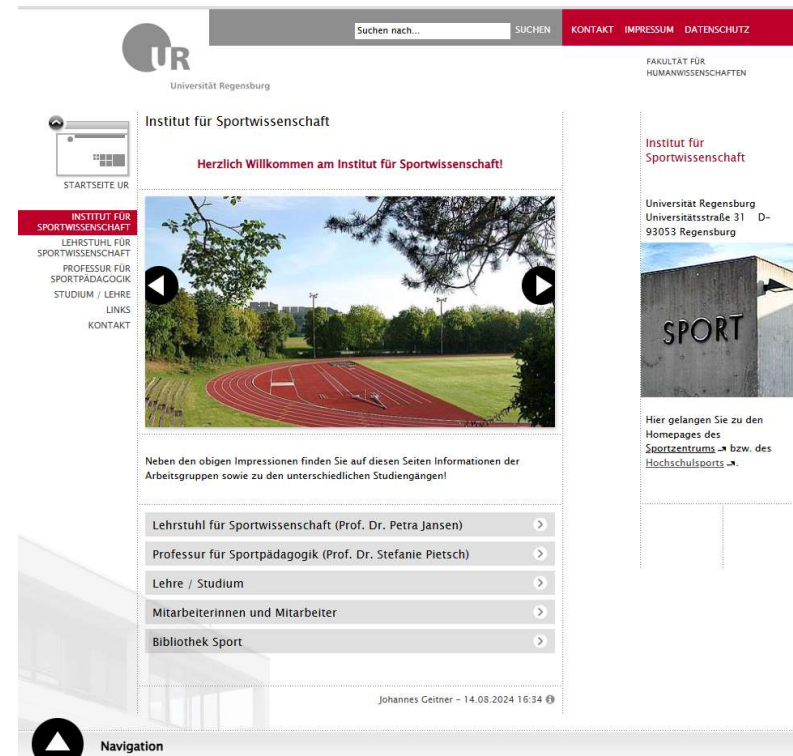 Suchen nach...
SUCHEN
KONTAKT IMPRESSUM DATENSCHUTZ
UR
Universität Regensburg
FAKULTÄT FÜR
HUMANWISSENSCHAFTEN
STARTSEITE UR
INSTITUT FÜR
SPORTWISSENSCHAFT
LEHRSTUHL FÜR
SPORTWISSENSCHAFT
PROFESSUR FÜR
SPORTPÄDAGOGIK
STUDIUM / LEHRE
LINKS
KONTAKT
Institut für Sportwissenschaft
Herzlich Willkommen am Institut für Sportwissenschaft!
Neben den obigen Impressionen finden Sie auf diesen Seiten Informationen der
Arbeitsgruppen sowie zu den unterschiedlichen Studiengängen!
Lehrstuhl für Sportwissenschaft (Prof. Dr. Petra Jansen)
Professur für Sportpädagogik (Prof. Dr. Stefanie Pietsch)
Lehre / Studium
Mitarbeiterinnen und Mitarbeiter
Bibliothek Sport
Johannes Geitner – 14.08.2024 16:34
Institut für
Sportwissenschaft
Universität Regensburg
Universitätsstraße 31 D–
93053 Regensburg
SPORT
Hier gelangen Sie zu den
Homepages des
Sportzentrums bzw. des
Hochschulsports .
Navigation